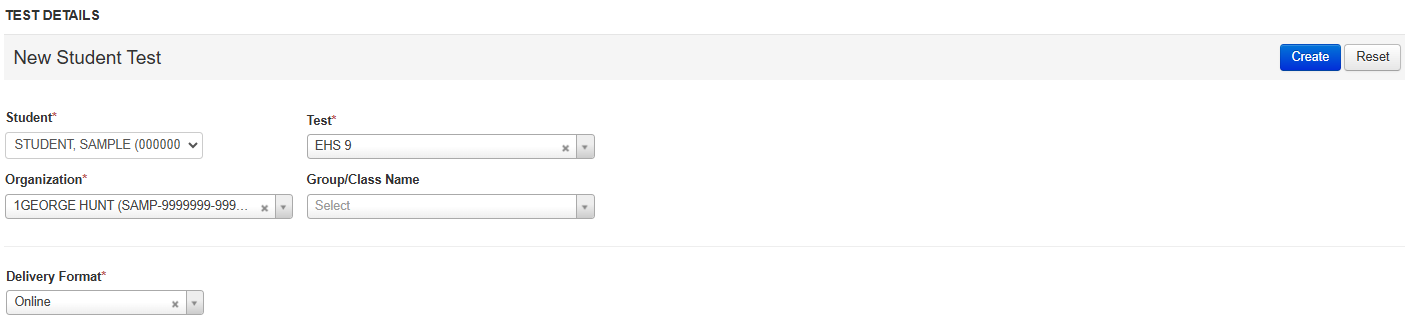 TEST DETAILS
New Student Test
Create
Reset
Student*
Test*
STUDENT, SAMPLE (000000
EHS 9
Organization*
Group/Class Name
1GEORGE HUNT (SAMP-9999999-999...
Select
Delivery Format*
Online